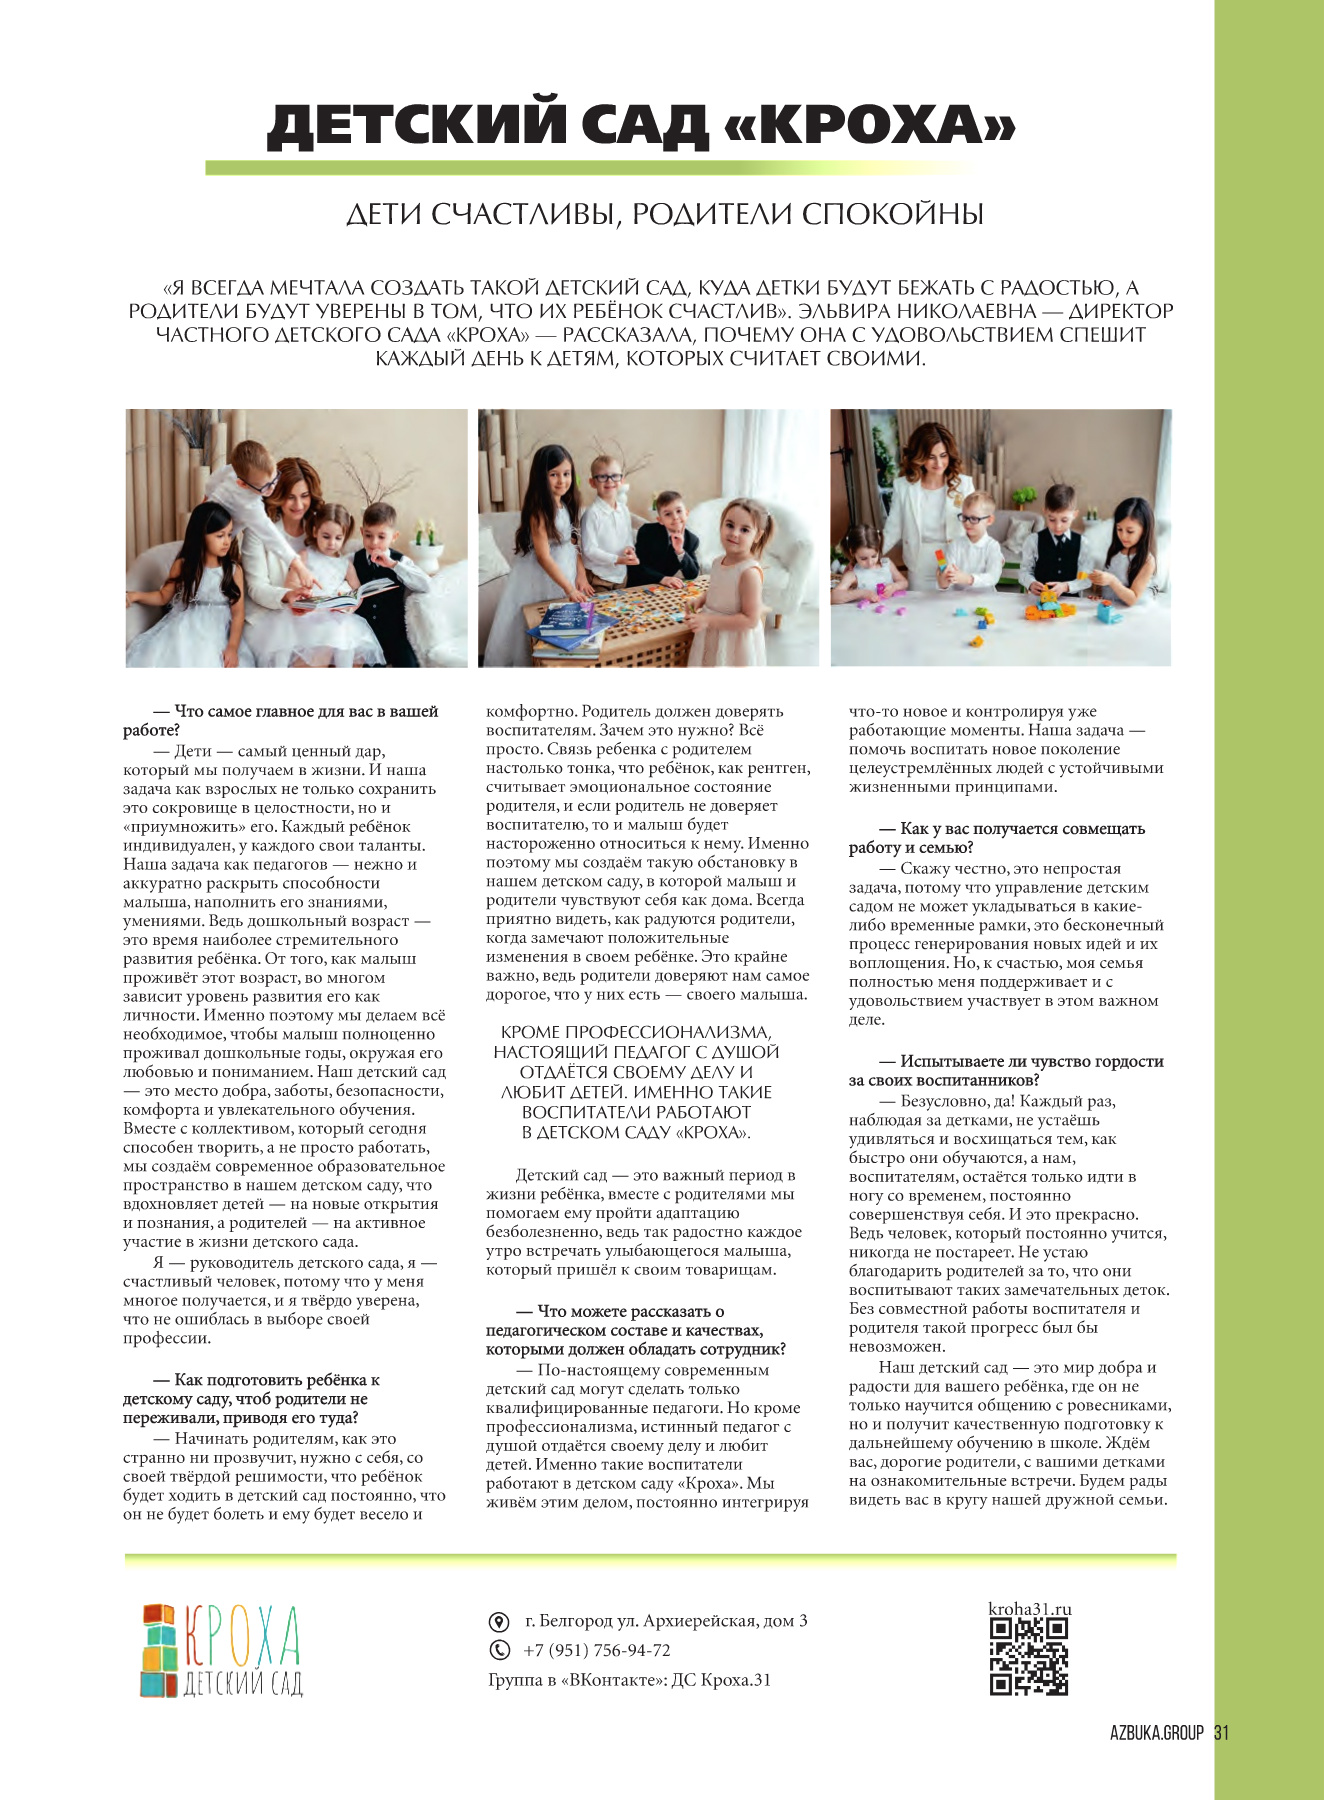 ДЕТСКИЙ САД «КРОХА»
ДЕТИ СЧАСТЛИВЫ, РОДИТЕЛИ СПОКОЙНЫ
«Я ВСЕГДА МЕЧТАЛА СОЗДАТЬ ТАКОЙ ДЕТСКИЙ САД, КУДА ДЕТКИ БУДУТ БЕЖАТЬ С РАДОСТЬЮ, А
РОДИТЕЛИ БУДУТ УВЕРЕНЫ В ТОМ, ЧТО ИХ РЕБЁНОК СЧАСТЛИВ». ЭЛЬВИРА НИКОЛАЕВНА — ДИРЕКТОР
ЧАСТНОГО ДЕТСКОГО САДА «КРОХА» — РАССКАЗАЛА, ПОЧЕМУ ОНА С УДОВОЛЬСТВИЕМ СПЕШИТ
КАЖДЫЙ ДЕНЬ К ДЕТЯМ, КОТОРЫХ СЧИТАЕТ СВОИМИ.
— Что самое главное для вас в вашей
работе?
— Дети — самый ценный дар,
который мы получаем в жизни. И наша
задача как взрослых не только сохранить
это сокровище в целостности, но и
«приумножить» его. Каждый ребёнок
индивидуален, у каждого свои таланты.
Наша задача как педагогов — нежно и
аккуратно раскрыть способности
малыша, наполнить его знаниями,
умениями. Ведь дошкольный возраст —
это время наиболее стремительного
развития ребёнка. От того, как малыш
проживёт этот возраст, во многом
зависит уровень развития его как
личности. Именно поэтому мы делаем всё
необходимое, чтобы малыш полноценно
проживал дошкольные годы, окружая его
любовью и пониманием. Наш детский сад
— это место добра, заботы, безопасности,
комфорта и увлекательного обучения.
Вместе с коллективом, который сегодня
способен творить, а не просто работать,
мы создаём современное образовательное
пространство в нашем детском саду, что
вдохновляет детей — на новые открытия
и познания, а родителей — на активное
участие в жизни детского сада.
Я — руководитель детского сада, я —
счастливый человек, потому что у меня
многое получается, и я твёрдо уверена,
что не ошиблась в выборе своей
профессии.
— Как подготовить ребёнка к
детскому саду, чтоб родители не
переживали, приводя его туда?
— Начинать родителям, как это
странно ни прозвучит, нужно с себя, со
своей твёрдой решимости, что ребёнок
будет ходить в детский сад постоянно, что
он не будет болеть и ему будет весело и
комфортно. Родитель должен доверять
воспитателям. Зачем это нужно? Всё
просто. Связь ребенка с родителем
настолько тонка, что ребёнок, как рентген,
считывает эмоциональное состояние
родителя, и если родитель не доверяет
воспитателю, то и малыш будет
настороженно относиться к нему. Именно
поэтому мы создаём такую обстановку в
нашем детском саду, в которой малыш и
родители чувствуют себя как дома. Всегда
приятно видеть, как радуются родители,
когда замечают положительные
изменения в своем ребёнке. Это крайне
важно, ведь родители доверяют нам самое
дорогое, что у них есть — своего малыша.
КРОМЕ ПРОФЕССИОНАЛИЗМА,
НАСТОЯЩИЙ ПЕДАГОГ С ДУШОЙ
ОТДАЁТСЯ СВОЕМУ ДЕЛУ И
ЛЮБИТ ДЕТЕЙ. ИМЕННО ТАКИЕ
ВОСПИТАТЕЛИ РАБОТАЮТ
В ДЕТСКОМ САДУ «КРОХА».
Детский сад — это важный период в
жизни ребёнка, вместе с родителями мы
помогаем ему пройти адаптацию
безболезненно, ведь так радостно каждое
утро встречать улыбающегося малыша,
который пришёл к своим товарищам.
— Что можете рассказать о
педагогическом составе и качествах,
которыми должен обладать сотрудник?
— По-настоящему современным
детский сад могут сделать только
квалифицированные педагоги. Но кроме
профессионализма, истинный педагог с
душой отдаётся своему делу и любит
детей. Именно такие воспитатели
работают в детском саду «Кроха». Мы
живём этим делом, постоянно интегрируя
что-то новое и контролируя уже
работающие моменты. Наша задача —
помочь воспитать новое поколение
целеустремлённых людей с устойчивыми
жизненными принципами.
— Как у вас получается совмещать
работу и семью?
— Скажу честно, это непростая
задача, потому что управление детским
садом не может укладываться в какие-
либо временные рамки, это бесконечный
процесс генерирования новых идей и их
воплощения. Но, к счастью, моя семья
полностью меня поддерживает и с
удовольствием участвует в этом важном
деле.
— Испытываете ли чувство гордости
за своих воспитанников?
— Безусловно, да! Каждый раз,
наблюдая за детками, не устаёшь
удивляться и восхищаться тем, как
быстро они обучаются, а нам,
воспитателям, остаётся только идти в
ногу со временем, постоянно
совершенствуя себя. И это прекрасно.
Ведь человек, который постоянно учится,
никогда не постареет. Не устаю
благодарить родителей за то, что они
воспитывают таких замечательных деток.
Без совместной работы воспитателя и
родителя такой прогресс был бы
невозможен.
Наш детский сад — это мир добра и
радости для вашего ребёнка, где он не
только научится общению с ровесниками,
но и получит качественную подготовку к
дальнейшему обучению в школе. Ждём
вас, дорогие родители, с вашими детками
на ознакомительные встречи. Будем рады
видеть вас в кругу нашей дружной семьи.
КРОХА
ДЕТСКИЙ САД
г. Белгород ул. Архиерейская, дом 3
+7 (951) 756-94-72
Группа в «ВКонтакте»: ДС Кроха.31
kroha31.ru
AZBUKA.GROUP 31